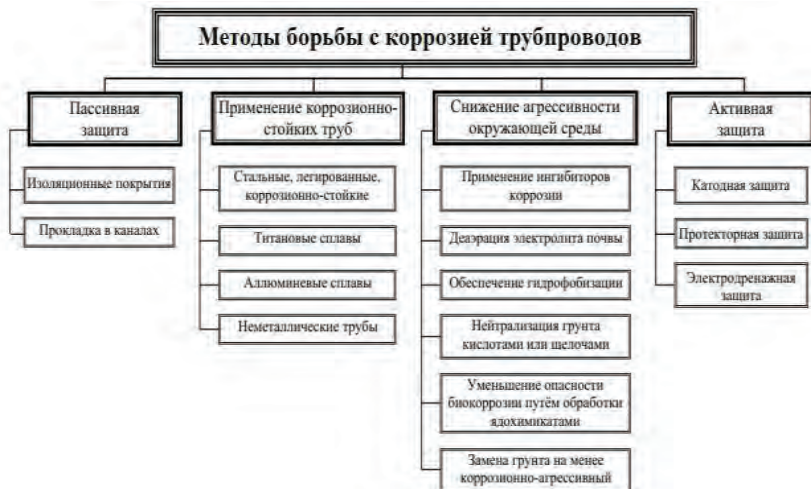 Методы борьбы с коррозией трубпроводов
Пассивная
защита
Изоляционные покрытия
Прокладка в каналах
Применение коррозионно-
стойких труб
Стальные, легированные,
коррозионно-стойкие
Титановые сплавы
Аллюминевые сплавы
Неметаллические трубы
Снижение агрессивности
окружающей среды
Применение ингибиторов
коррозии
Деаэрация электролита почвы
Обеспечение гидрофобизации
Нейтрализация грунта
кислотами или щелочами
Уменьшение опасности
биокоррозии путём обработки
ядохимикатами
Замена грунта на менее
коррозионно-агрессивный
Активная
защита
Катодная защита
Протекторная защита
Электродренажная
защита